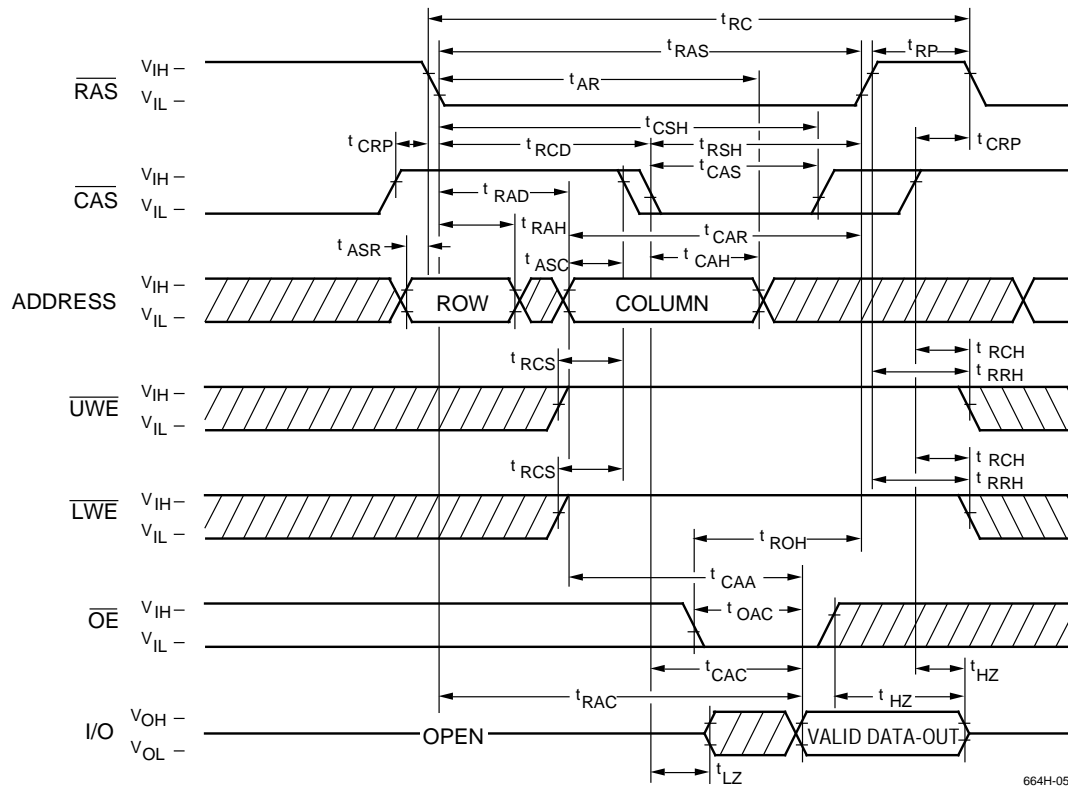 t RC
t RAS
t RP
t AR
RAS
VIH
VIL
t CSH
t CRP
t RCD
t RSH
t CRP
t CAS
CAS
VIH
VIL
t RAD
t RAH
t CAR
t ASR
t ASC
t CAH
ADDRESS
VIH
VIL
ROW
COLUMN
t RCS
t RCH
t RRH
UWE
VIH
VIL
t RCS
t RCH
t RRH
LWE
VIH
VIL
t ROH
t CAA
OE
VIH
VIL
t OAC
t CAC
t HZ
t RAC
t HZ
I/O
VOH
VOL
OPEN
VALID DATA-OUT
t LZ
664H-05